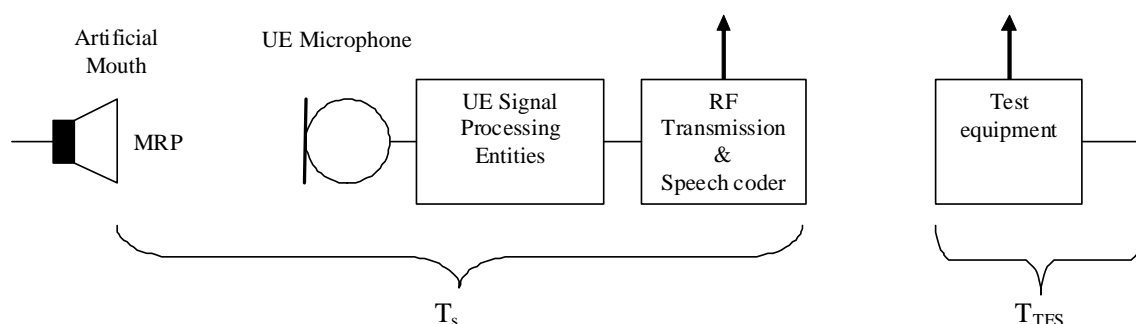 Artificial
Mouth
MRP
UE Microphone
UE Signal
Processing
Entities
RF
Transmission
&
Speech coder
Test
equipment
Ts
TTES